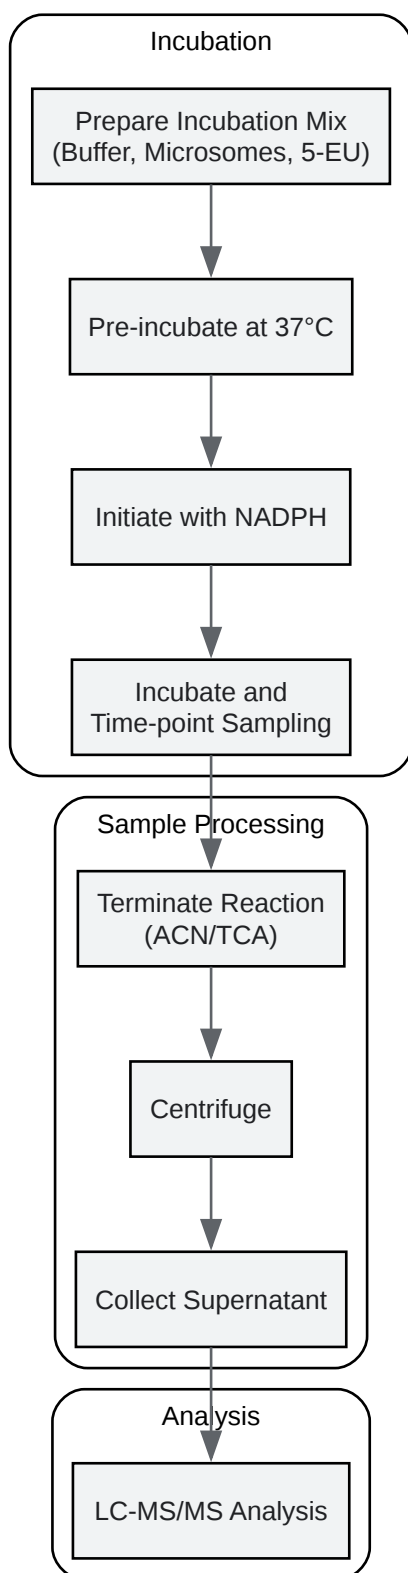 Incubation
Prepare Incubation Mix
(Buffer, Microsomes, 5-EU)
Pre-incubate at 37°C
Initiate with NADPH
Incubate and
Time-point Sampling
Sample Processing
Terminate Reaction
(ACN/TCA)
Centrifuge
Collect Supernatant
Analysis
LC-MS/MS Analysis